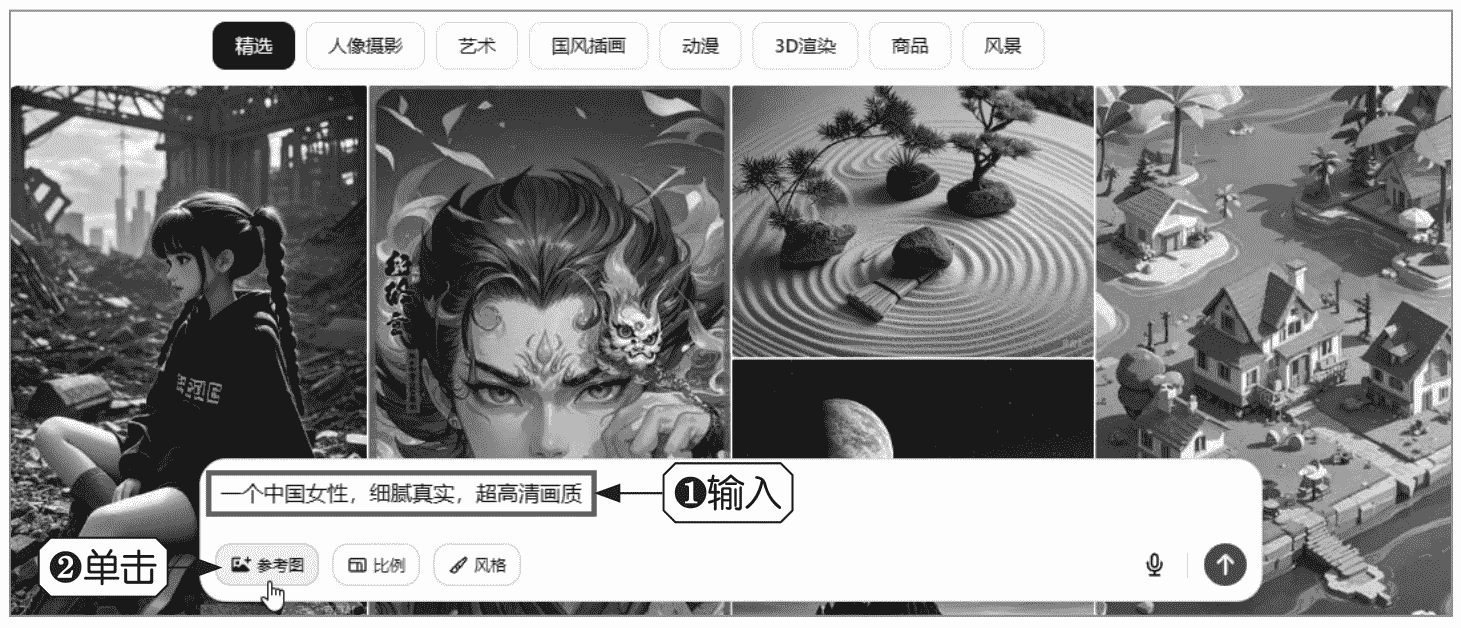 精选 人像摄影 艺术 国风插画 动漫 3D渲染 商品 风景
一个中国女性，细腻真实，超高清画质
❶输入
❷单击
参考图 比例 风格